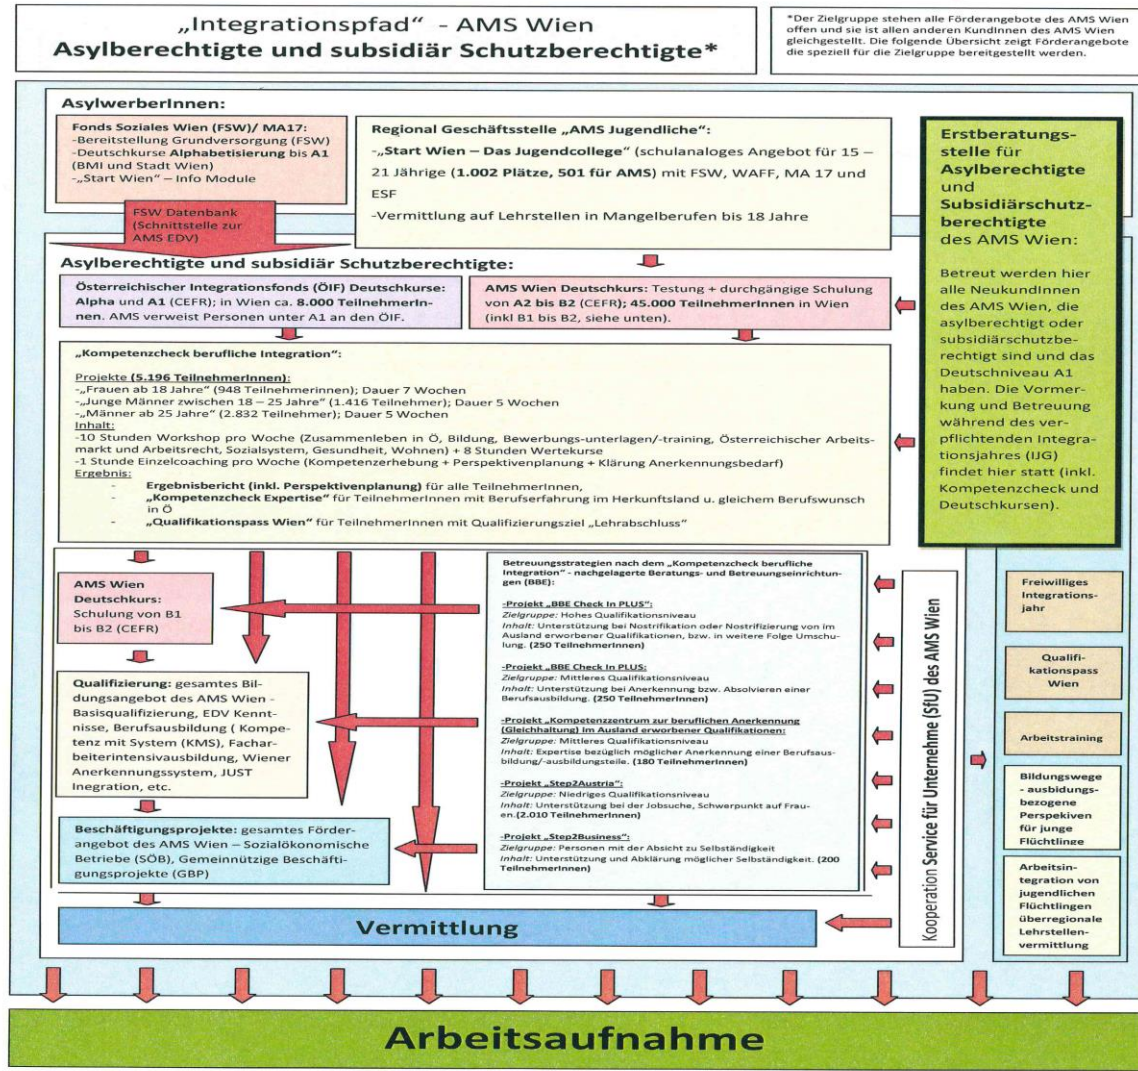 „Integrationspfad“ - AMS Wien
Asylberechtigte und subsidiär Schutzberechtigte*
*Der Zielgruppe stehen alle Förderangebote des AMS Wien
offen und sie ist allen anderen KundInnen des AMS Wien
gleichgestellt. Die folgende Übersicht zeigt Förderangebote
die speziell für die Zielgruppe bereitgestellt werden.
AsylwerberInnen:
Fonds Soziales Wien (FSW)/ MA17:
-Bereitstellung Grundversorgung (FSW)
-Deutschkurse Alphabetisierung bis A1
(BMI und Stadt Wien)
-„Start Wien“ – Info Module
FSW Datenbank
(Schnittstelle zur
AMS EDV)
Regional Geschäftsstelle „AMS Jugendliche“:
-„Start Wien – Das Jugendcollege“ (schulanaloges Angebot für 15 –
21 Jährige (1.002 Plätze, 501 für AMS) mit FSW, WAFF, MA 17 und
ESF
-Vermittlung auf Lehrstellen in Mangelberufen bis 18 Jahre
Erstberatungs-
stelle für
Asylberechtigte
und
Subsidiärschutz-
berechtigte
des AMS Wien:
Betreut werden hier
alle NeukundInnen
des AMS Wien, die
asylberechtigt oder
subsidiärschutzbe-
rechtigt sind und das
Deutschniveau A1
haben. Die Vormer-
kung und Betreuung
während des ver-
pflichtenden Integra-
tionsjahres (IJG)
findet hier statt (inkl.
Kompetenzcheck und
Deutschkursen).
Asylberechtigte und subsidiär Schutzberechtigte:
Österreichischer Integrationsfonds (ÖIF) Deutschkurse:
Alpha und A1 (CEFR); in Wien ca. 8.000 TeilnehmerIn-
nen. AMS verweist Personen unter A1 an den ÖIF.
AMS Wien Deutschkurs: Testung + durchgängige Schulung
von A2 bis B2 (CEFR); 45.000 TeilnehmerInnen in Wien
(inkl B1 bis B2, siehe unten).
„Kompetenzcheck berufliche Integration“:
Projekte (5.196 TeilnehmerInnen):
-„Frauen ab 18 Jahre“ (948 Teilnehmerinnen); Dauer 7 Wochen
-„Junge Männer zwischen 18 – 25 Jahre“ (1.416 Teilnehmer); Dauer 5 Wochen
-„Männer ab 25 Jahre“ (2.832 Teilnehmer); Dauer 5 Wochen
Inhalt:
-10 Stunden Workshop pro Woche (Zusammenleben in Ö, Bildung, Bewerbungs-unterlagen/-training, Österreichischer Arbeits-
markt und Arbeitsrecht, Sozialsystem, Gesundheit, Wohnen) + 8 Stunden Wertekurse
-1 Stunde Einzelcoaching pro Woche (Kompetenzerhebung + Perspektivenplanung + Klärung Anerkennungsbedarf)
Ergebnis:
- Ergebnisbericht (inkl. Perspektivenplanung) für alle TeilnehmerInnen,
- „Kompetenzcheck Expertise“ für TeilnehmerInnen mit Berufserfahrung im Herkunftsland u. gleichem Berufswunsch
in Ö
- „Qualifikationspass Wien“ für TeilnehmerInnen mit Qualifizierungsziel „Lehrabschluss“
AMS Wien
Deutschkurs:
Schulung von B1
bis B2 (CEFR)
Qualifizierung: gesamtes Bil-
dungsangebot des AMS Wien -
Basisqualifizierung, EDV Kennt-
nisse, Berufsausbildung ( Kompe-
tenz mit System (KMS), Fachar-
beiterintensivausbildung, Wiener
Anerkennungssystem, JUST
Inegration, etc.
Beschäftigungsprojekte: gesamtes Förder-
angebot des AMS Wien – Sozialökonomische
Betriebe (SÖB), Gemeinnützige Beschäfti-
gungsprojekte (GBP)
Betreuungsstrategien nach dem „Kompetenzcheck berufliche
Integration“ - nachgelagerte Beratungs- und Betreuungseinrichtun-
gen (BBE):
-Projekt „BBE Check In PLUS“:
Zielgruppe: Hohes Qualifikationsniveau
Inhalt: Unterstützung bei Nostrifikation oder Nostrifizierung von im
Ausland erworbener Qualifikationen, bzw. in weitere Folge Umschu-
lung. (250 TeilnehmerInnen)
-Projekt „BBE Check In PLUS:
Zielgruppe: Mittleres Qualifikationsniveau
Inhalt: Unterstützung bei Anerkennung bzw. Absolvieren einer
Berufsausbildung. (250 TeilnehmerInnen)
-Projekt „Kompetenzzentrum zur beruflichen Anerkennung
(Gleichhaltung) im Ausland erworbener Qualifikationen:
Zielgruppe: Mittleres Qualifikationsniveau
Inhalt: Expertise bezüglich möglicher Anerkennung einer Berufsaus-
bildung/-ausbildungsteile. (180 TeilnehmerInnen)
-Projekt „Step2Austria“:
Zielgruppe: Niedriges Qualifikationsniveau
Inhalt: Unterstützung bei der Jobsuche, Schwerpunkt auf Frau-
en.(2.010 TeilnehmerInnen)
-Projekt „Step2Business“:
Zielgruppe: Personen mit der Absicht zu Selbständigkeit
Inhalt: Unterstützung und Abklärung möglicher Selbständigkeit. (200
TeilnehmerInnen)
Kooperation Service für Unternehme (SfU) des AMS Wien
Freiwilliges
Integrations-
jahr
Qualifi-
kationspass
Wien
Arbeitstraining
Bildungswege
- ausbidungs-
bezogene
Perspekiven
für junge
Flüchtlinge
Arbeitsin-
tegration von
jugendlichen
Flüchtlingen
überregionale
Lehrstellen-
vermittlung
Vermittlung
Arbeitsaufnahme